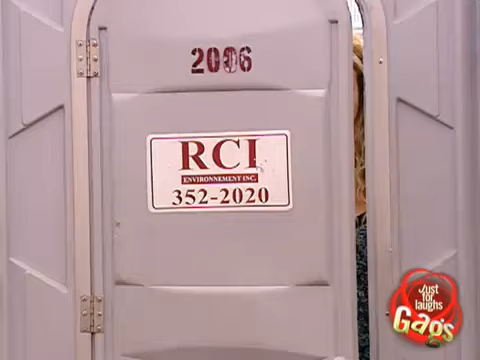 2006
RCI
ENVIRONNEMENT INC.
352-2020
Just
for
laughs
Gags